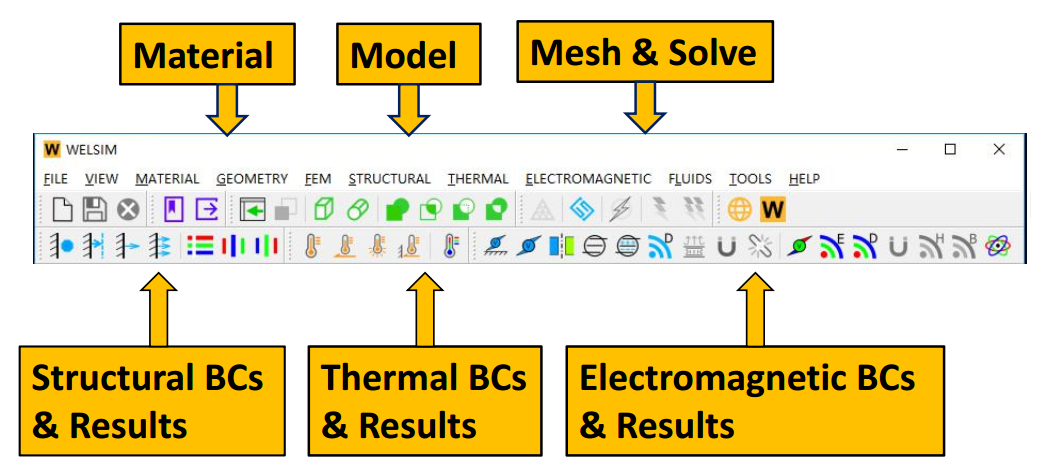 Material
Model
Mesh & Solve
W WELSIM
FILE VIEW MATERIAL GEOMETRY FEM STRUCTURAL THERMAL ELECTROMAGNETIC FLUIDS TOOLS HELP
W
D E D H B
Structural BCs
& Results
Thermal BCs
& Results
Electromagnetic BCs
& Results